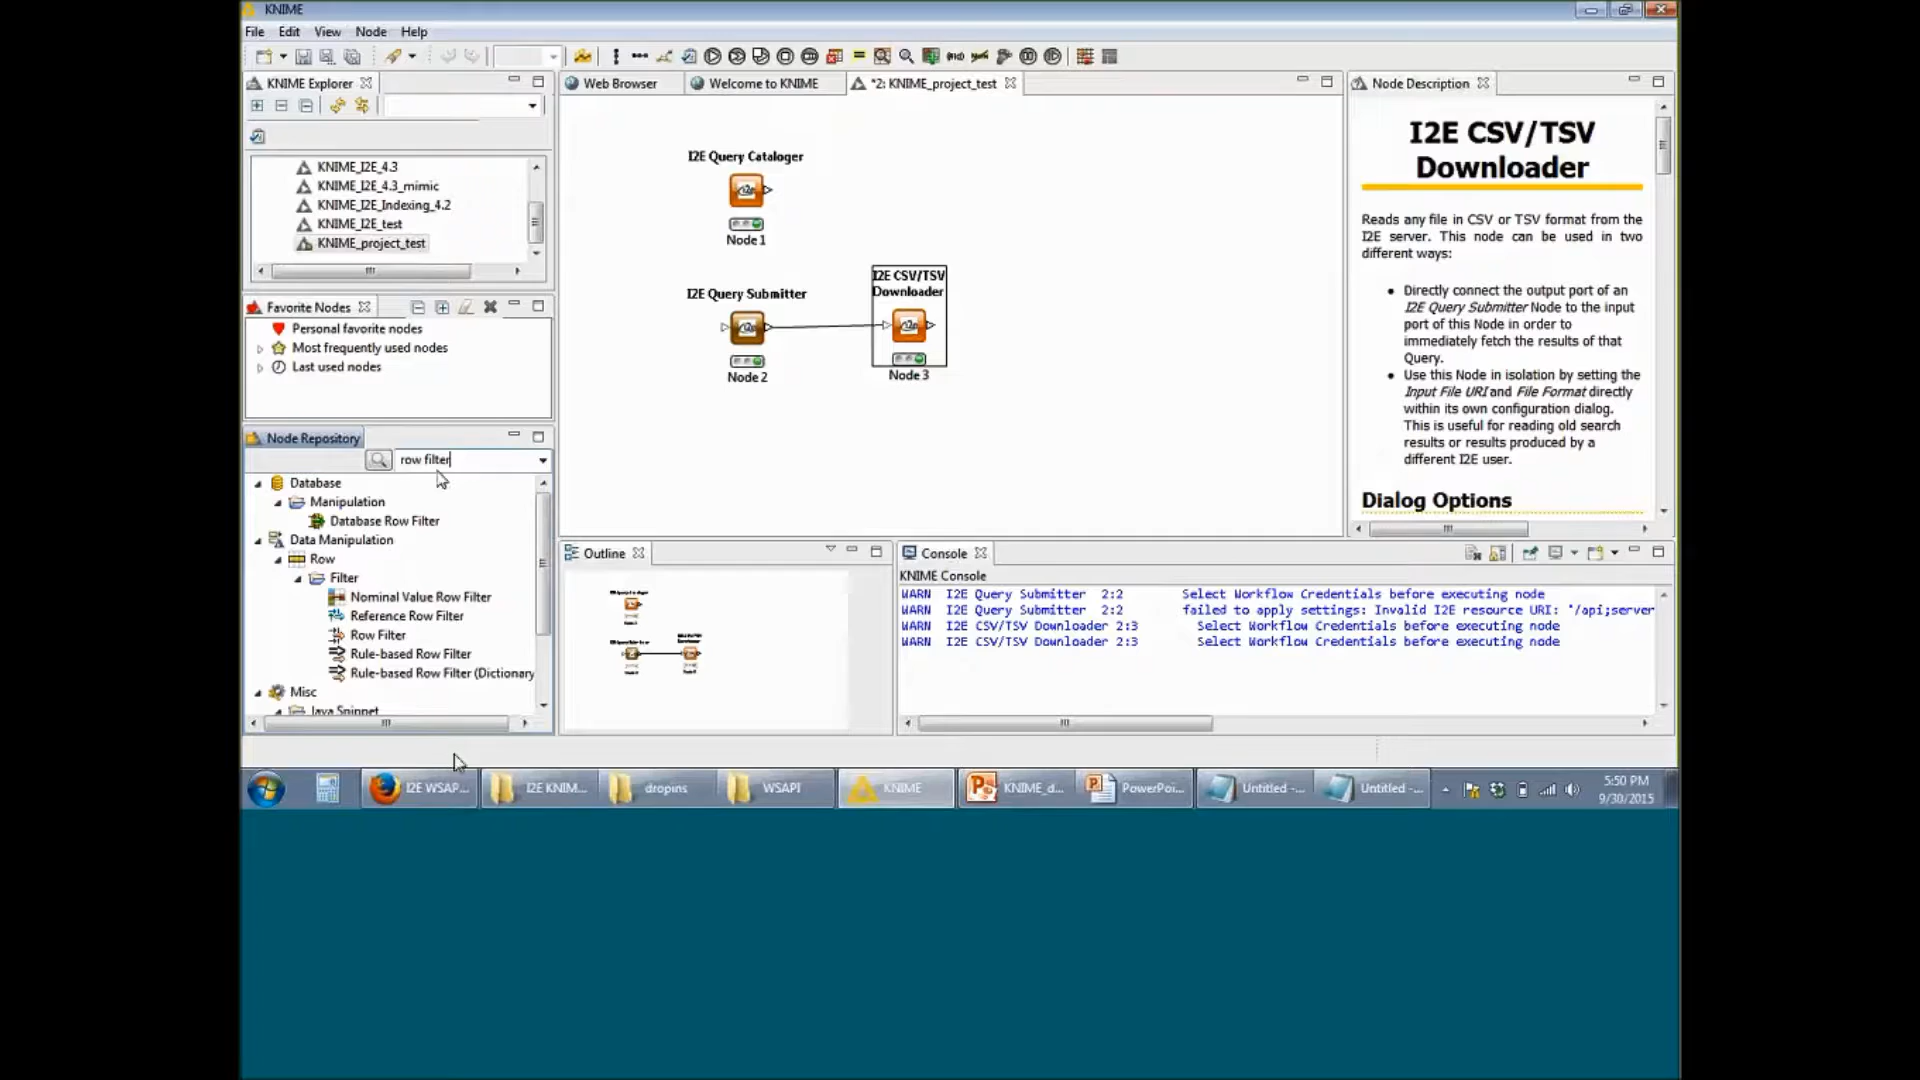 KNIME
File Edit View Node Help
KNIME Explorer
Web Browser
Welcome to KNIME
*2: KNIME_project_test
Node Description
KNIME_I2E_4.3
KNIME_I2E_4.3_mimic
KNIME_I2E_Indexing_4.2
KNIME_I2E_test
KNIME_project_test
Favorite Nodes
Personal favorite nodes
Most frequently used nodes
Last used nodes
Node Repository
row filter
Database
Manipulation
Database Row Filter
Data Manipulation
Row
Filter
Nominal Value Row Filter
Reference Row Filter
Row Filter
Rule-based Row Filter
Rule-based Row Filter (Dictionary
Misc
Java Snippet
I2E Query Cataloger
Node 1
I2E Query Submitter
Node 2
I2E CSV/TSV
Downloader
Node 3
I2E CSV/TSV
Downloader
Reads any file in CSV or TSV format from the
I2E server. This node can be used in two
different ways:
Directly connect the output port of an
I2E Query Submitter Node to the input
port of this Node in order to
immediately fetch the results of that
Query.
Use this Node in isolation by setting the
Input File URI and File Format directly
within its own configuration dialog.
This is useful for reading old search
results or results produced by a
different I2E user.
Dialog Options
Outline
Console
KNIME Console
WARN I2E Query Submitter 2:2 Select Workflow Credentials before executing node
WARN I2E Query Submitter 2:2 failed to apply settings: Invalid I2E resource URI: '/api;server
WARN I2E CSV/TSV Downloader 2:3 Select Workflow Credentials before executing node
WARN I2E CSV/TSV Downloader 2:3 Select Workflow Credentials before executing node
I2E WSAP...
I2E KNIM...
dropins
WSAPI
KNIME
KNIME_d...
PowerPoi...
Untitled -...
Untitled -...
5:50 PM
9/30/2015